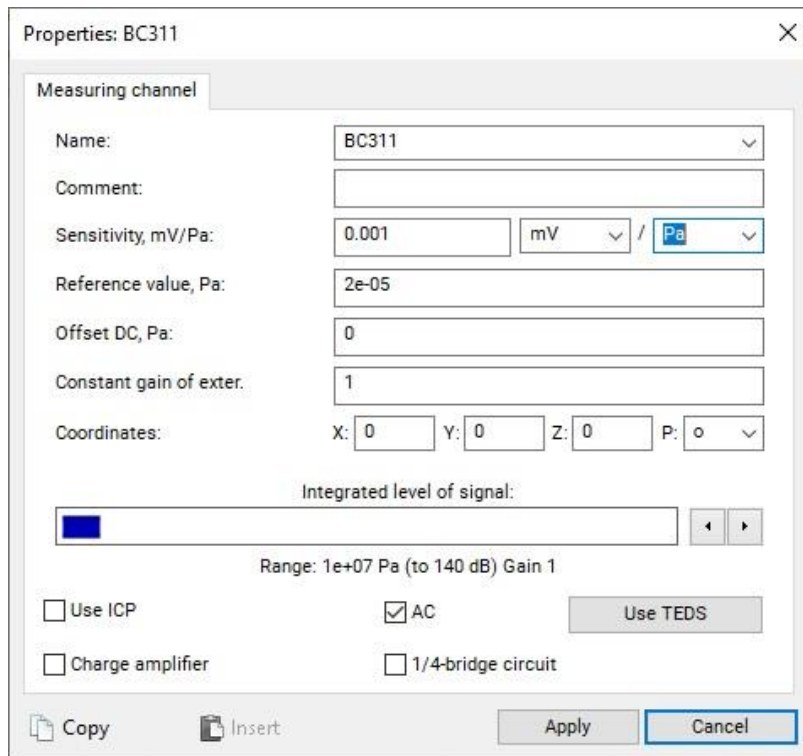 Properties: BC311
Measuring channel
Name: BC311
Comment:
Sensitivity, mV/Pa: 0.001 mV / Pa
Reference value, Pa: 2e-05
Offset DC, Pa: 0
Constant gain of exter. 1
Coordinates: X: 0 Y: 0 Z: 0 P: o
Integrated level of signal:
Range: 1e+07 Pa (to 140 dB) Gain 1
Use ICP AC Use TEDS
Charge amplifier 1/4-bridge circuit
Copy Insert Apply Cancel